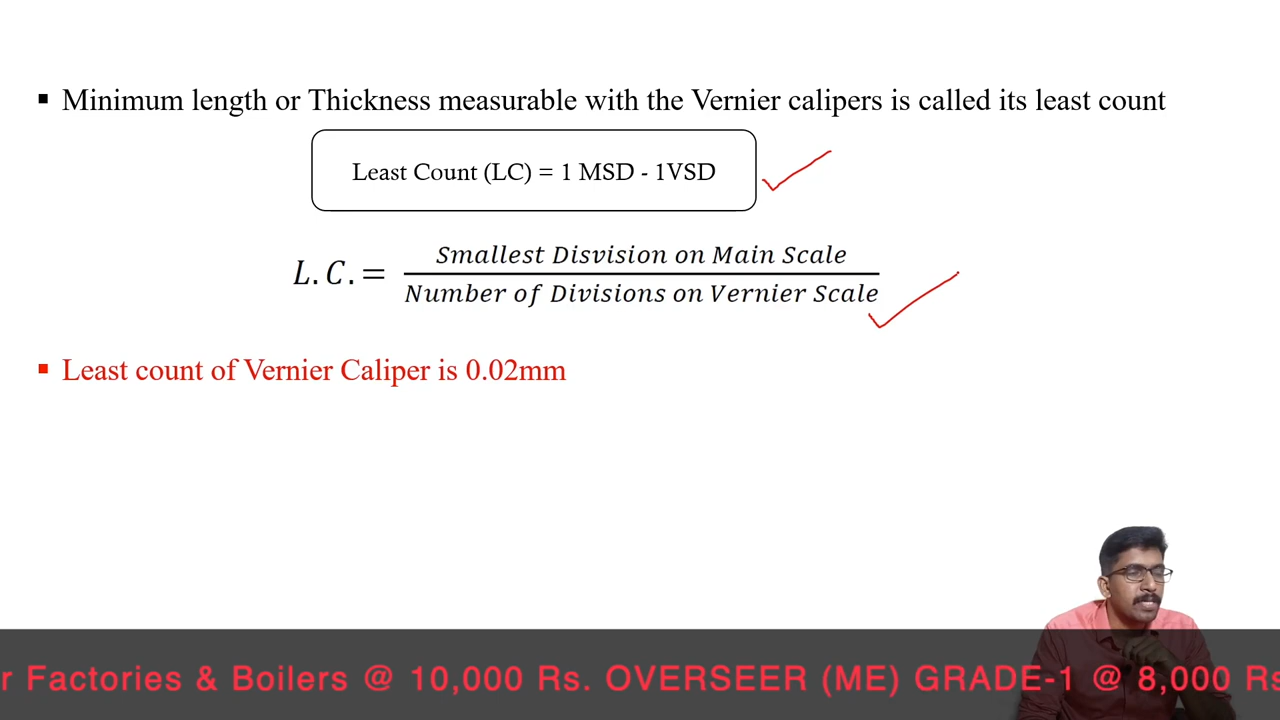 ▪ Minimum length or Thickness measurable with the Vernier calipers is called its least count
Least Count (LC) = 1 MSD - 1VSD
L.C.= Smallest Disvision on Main Scale
Number of Divisions on Vernier Scale
▪ Least count of Vernier Caliper is 0.02mm
r Factories & Boilers @ 10,000 Rs. OVERSEER (ME) GRADE-1 @ 8,000 Rs